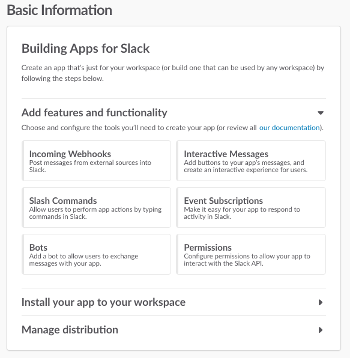 Basic Information
Building Apps for Slack
Create an app that's just for your workspace (or build one that can be used by any workspace) by
following the steps below.
Add features and functionality
Choose and configure the tools you'll need to create your app (or review all our documentation).
Incoming Webhooks
Post messages from external sources into
Slack.
Interactive Messages
Add buttons to your app's messages, and
create an interactive experience for users.
Slash Commands
Allow users to perform app actions by typing
commands in Slack.
Event Subscriptions
Make it easy for your app to respond to
activity in Slack.
Bots
Add a bot to allow users to exchange
messages with your app.
Permissions
Configure permissions to allow your app to
interact with the Slack API.
Install your app to your workspace
Manage distribution